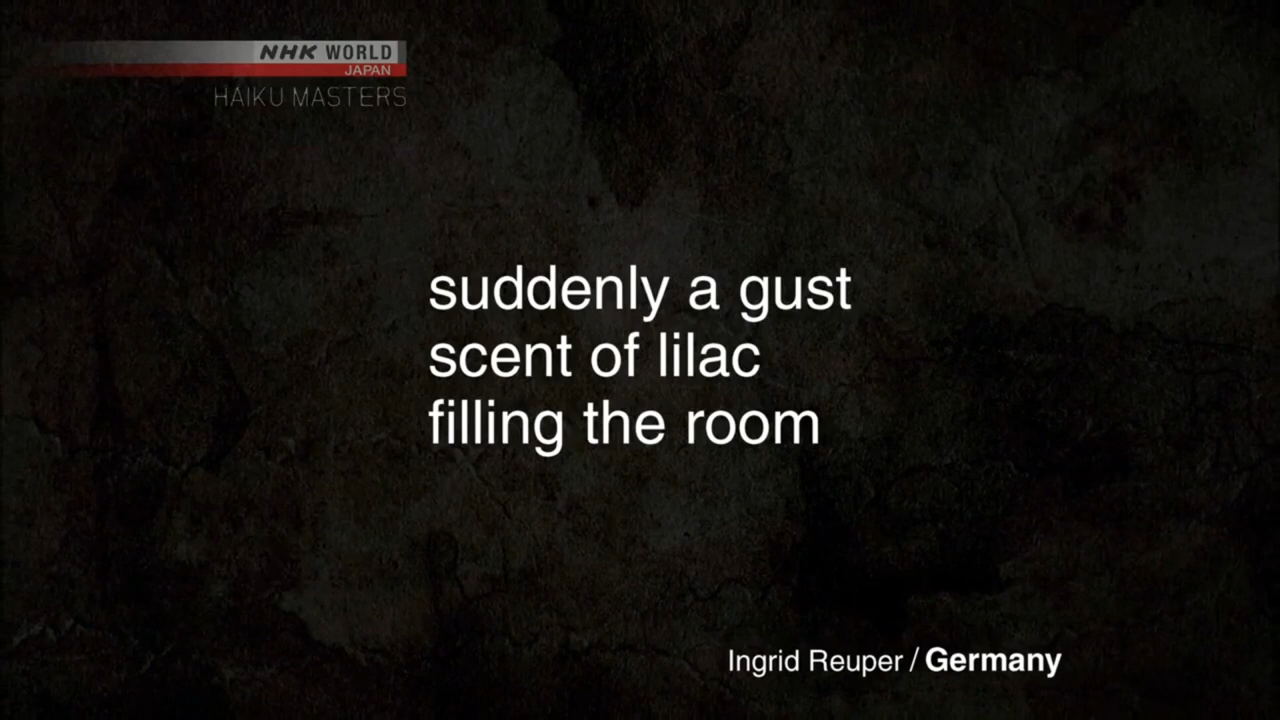 NHK WORLD
JAPAN
HAIKU MASTERS
suddenly a gust
scent of lilac
filling the room
Ingrid Reuper / Germany